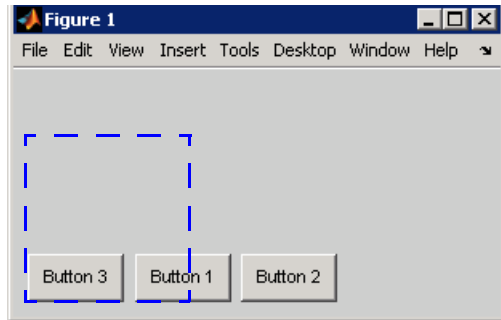 Figure 1
File Edit View Insert Tools Desktop Window Help
Button 3 Button 1 Button 2